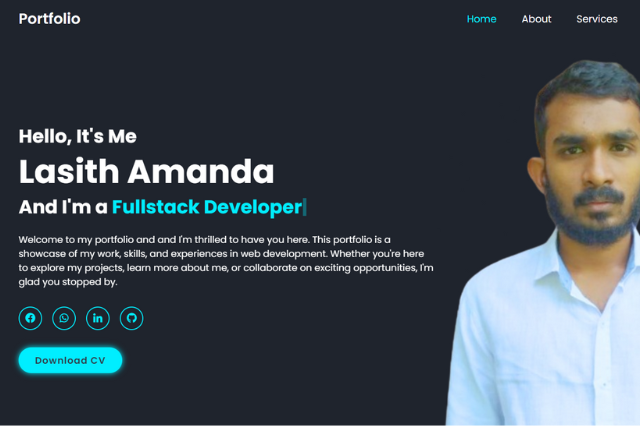 Portfolio
Home About Services
Hello, It's Me
Lasith Amanda
And I'm a Fullstack Developer
Welcome to my portfolio and and I'm thrilled to have you here. This portfolio is a
showcase of my work, skills, and experiences in web development. Whether you're here
to explore my projects, learn more about me, or collaborate on exciting opportunities, I'm
glad you stopped by.
Download CV